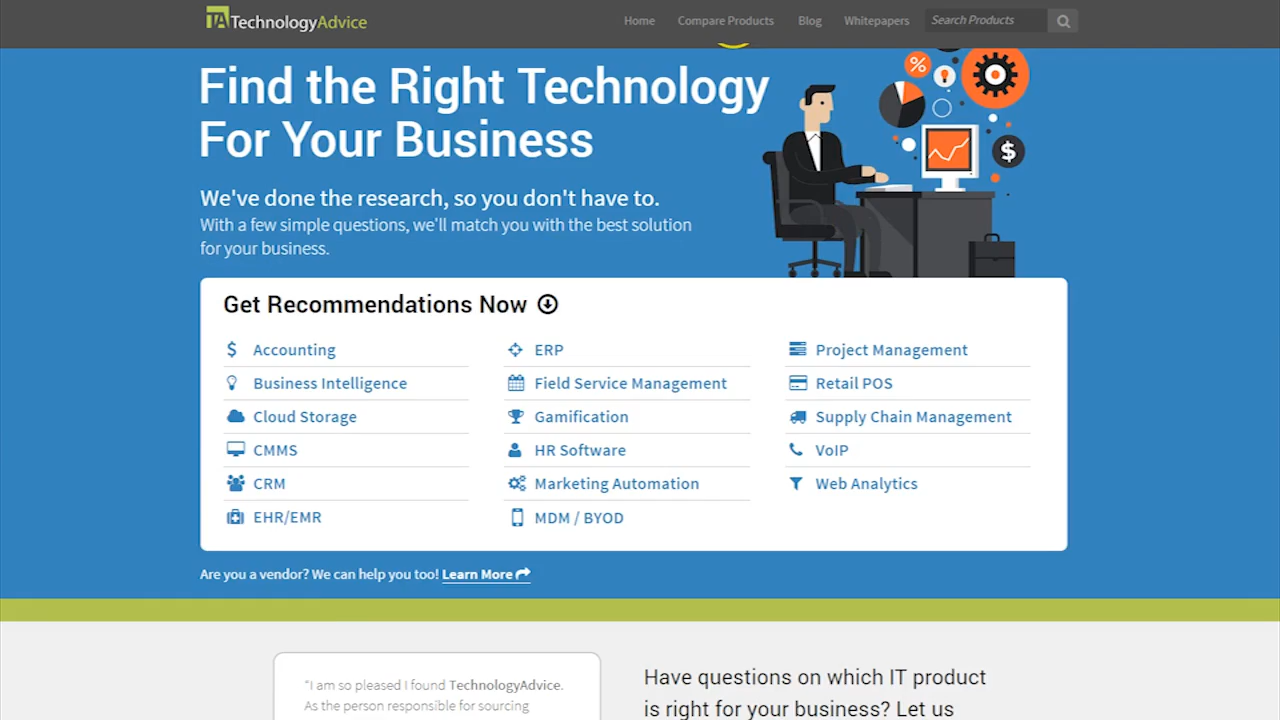 TA TechnologyAdvice
Home Compare Products Blog Whitepapers Search Products
Find the Right Technology
For Your Business
We've done the research, so you don't have to.
With a few simple questions, we'll match you with the best solution
for your business.
%
$
Get Recommendations Now
$ Accounting
Business Intelligence
Cloud Storage
CMMS
CRM
EHR/EMR
ERP
Field Service Management
Gamification
HR Software
Marketing Automation
MDM / BYOD
Project Management
Retail POS
Supply Chain Management
VoIP
Web Analytics
Are you a vendor? We can help you too! Learn More
“I am so pleased I found TechnologyAdvice.
As the person responsible for sourcing
Have questions on which IT product
is right for your business? Let us